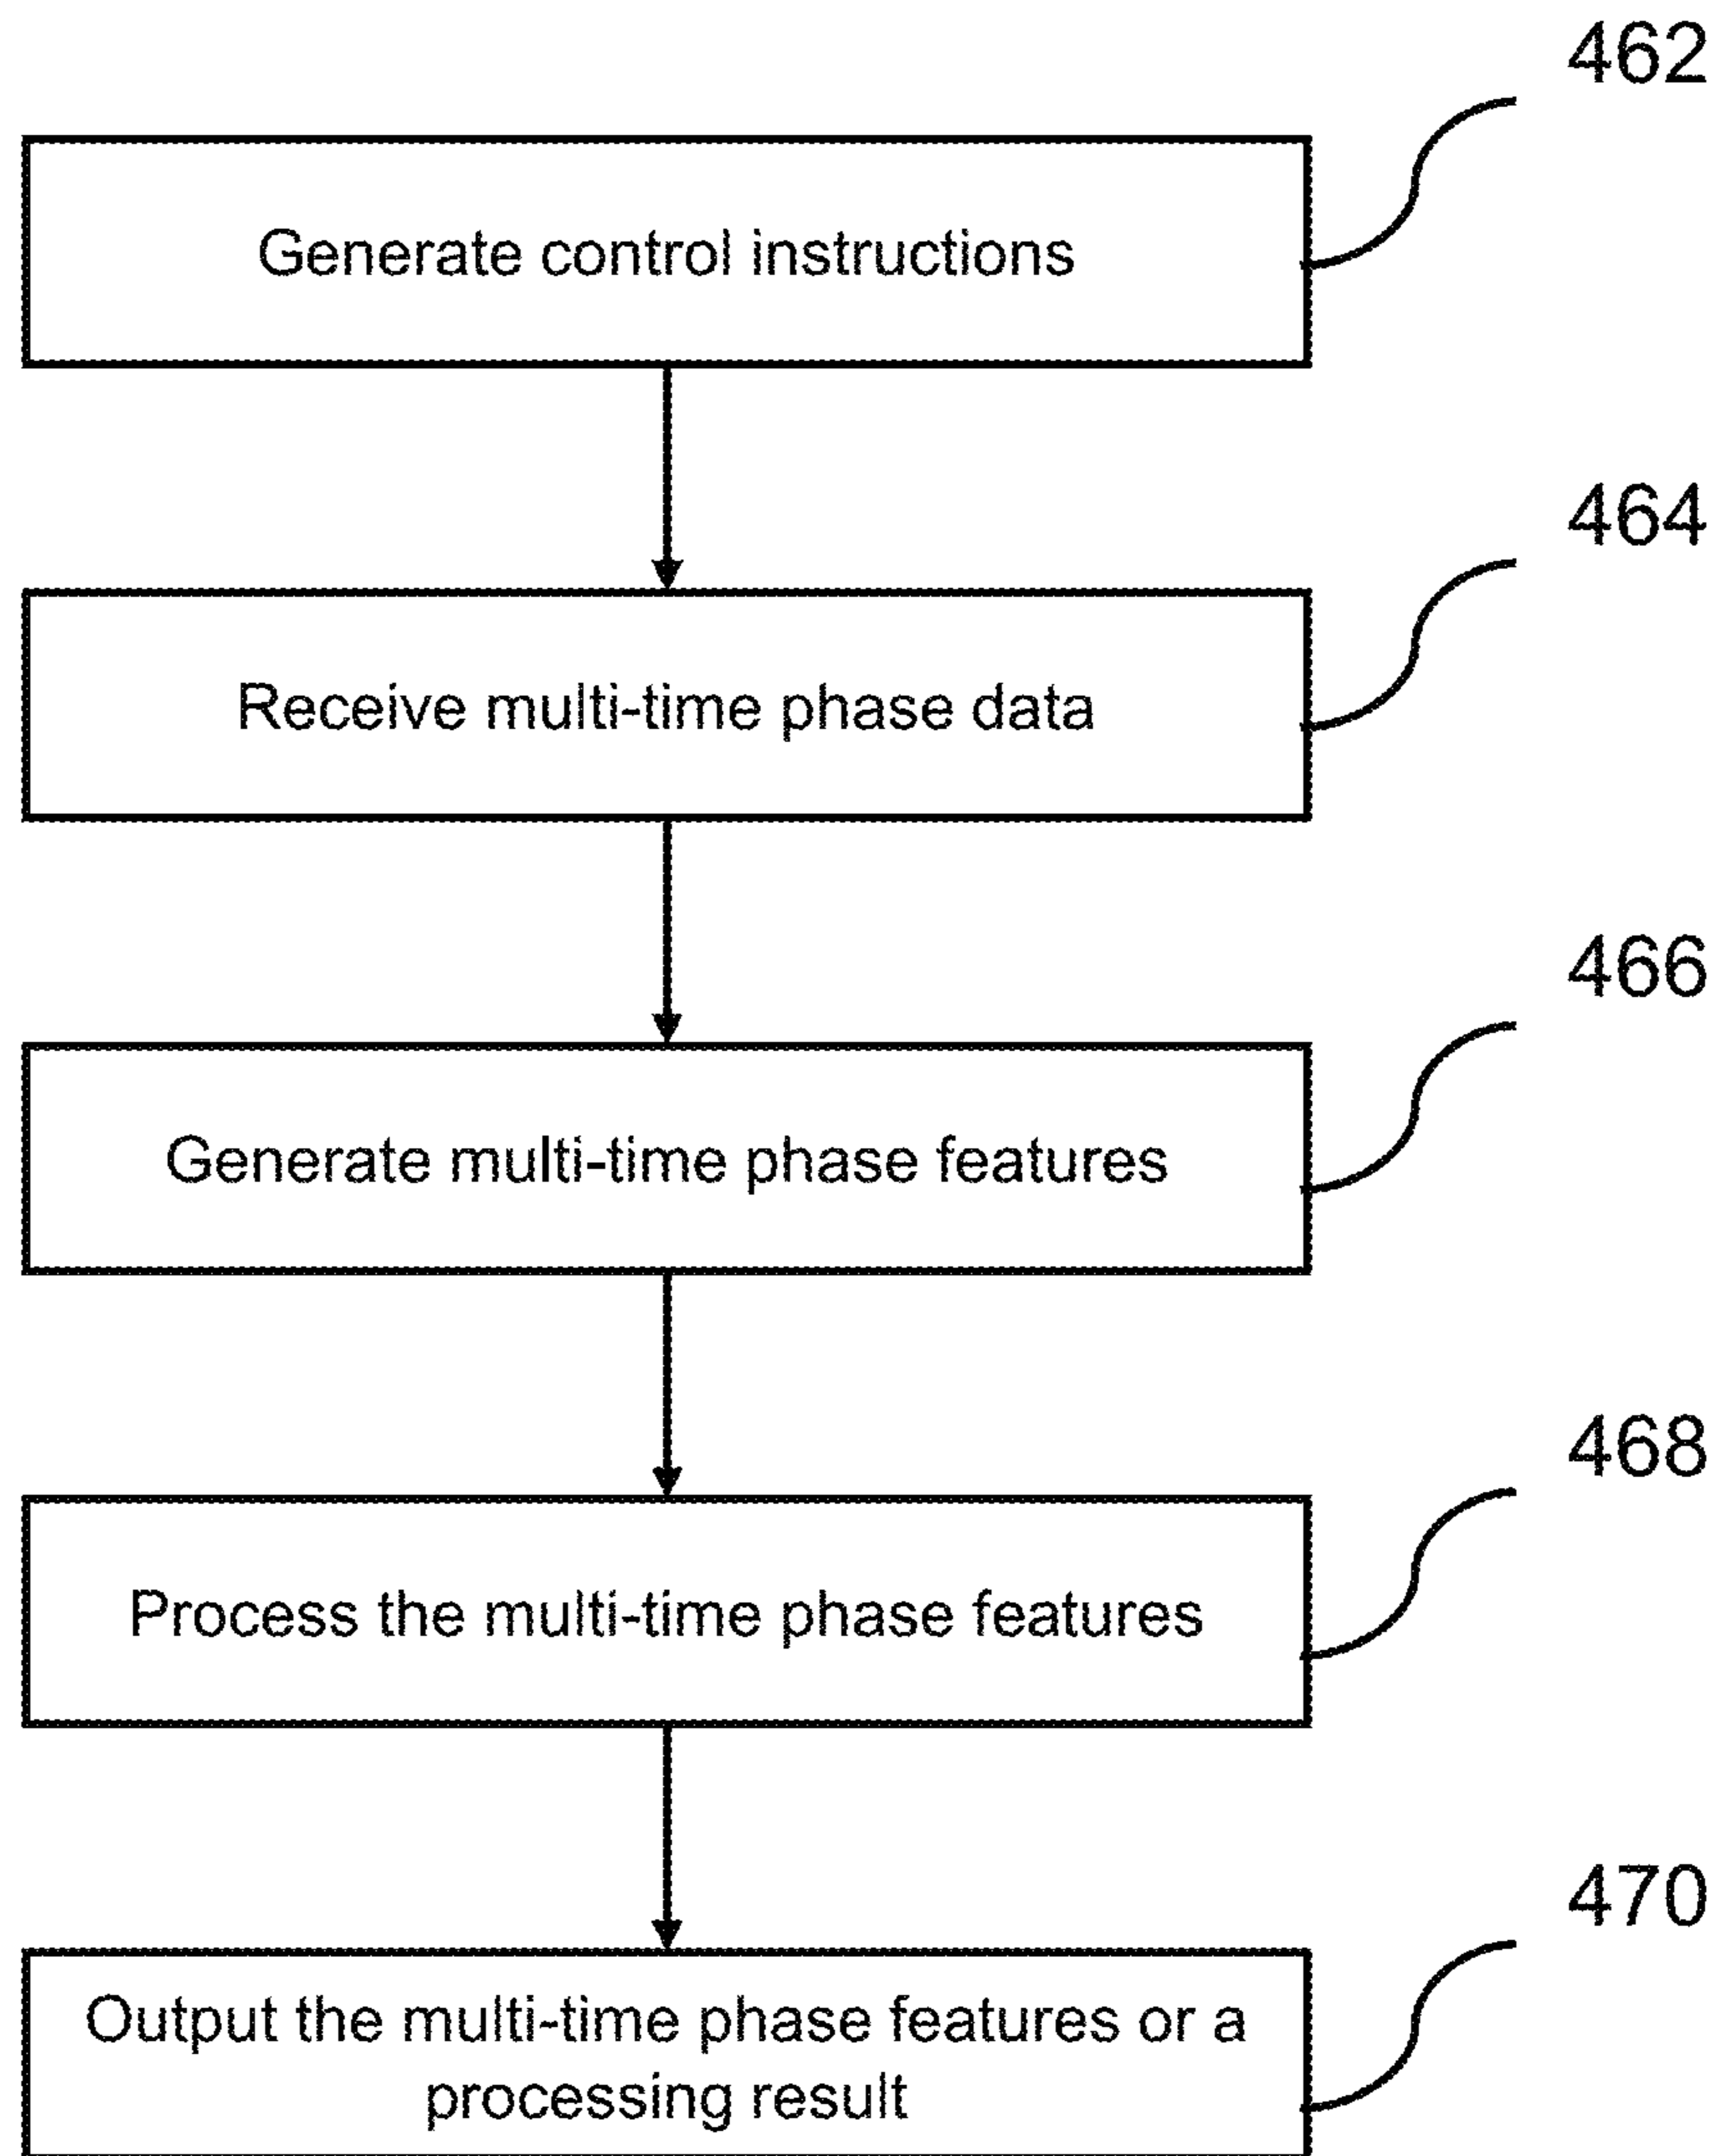 462
Generate control instructions
464
Receive multi-time phase data
466
Generate multi-time phase features
468
Process the multi-time phase features
470
Output the multi-time phase features or a
processing result